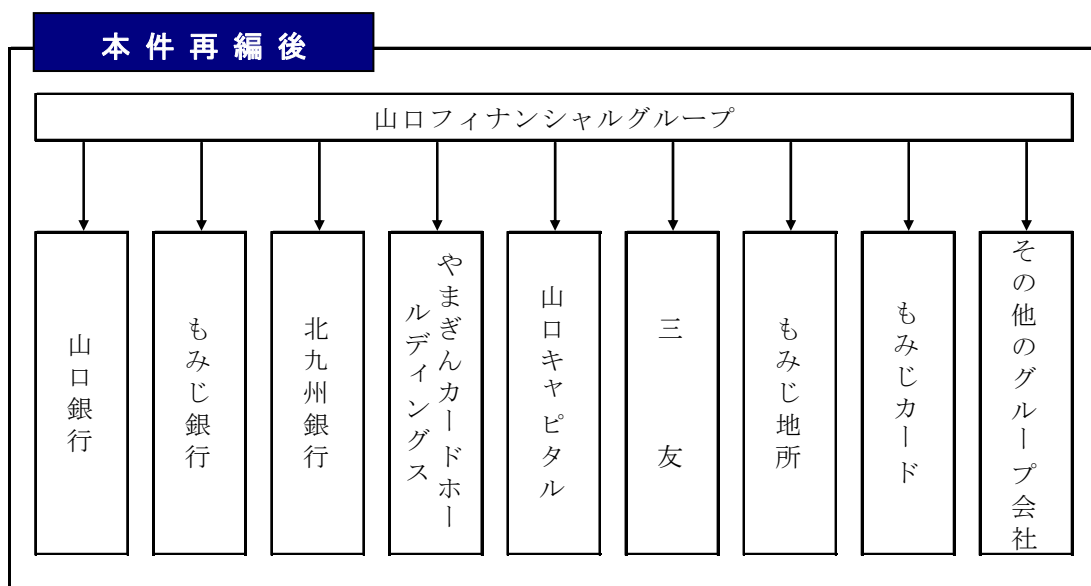 本件再編後
山口フィナンシャルグループ
山口銀行
もみじ銀行
北九州銀行
やまぎんカードホー
ルディングス
山口キャピタル
三友
もみじ地所
もみじカード
その他のグループ会社